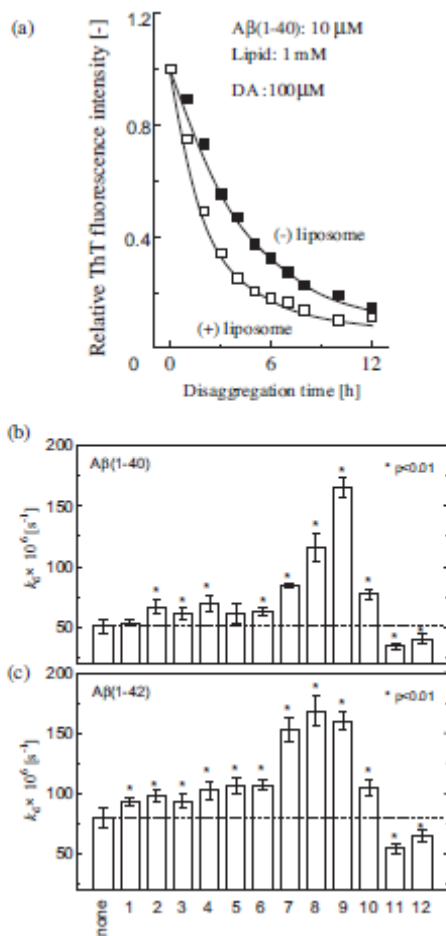 (a)
1.2
0.8
0.4
0
Relative ThT fluorescence intensity [-]
Aβ(1-40): 10 μM
Lipid: 1 mM
DA :100μM
(-) liposome
(+) liposome
0 6 12
Disaggregation time [h]
(b)
200
150
100
50
k_d × 10^6 [s^-1]
Aβ(1-40)
* p<0.01
* * * * * * * * * *
(c)
200
150
100
50
k_d × 10^6 [s^-1]
Aβ(1-42)
* p<0.01
* * * * * * * * * * * *
none 1 2 3 4 5 6 7 8 9 10 11 12